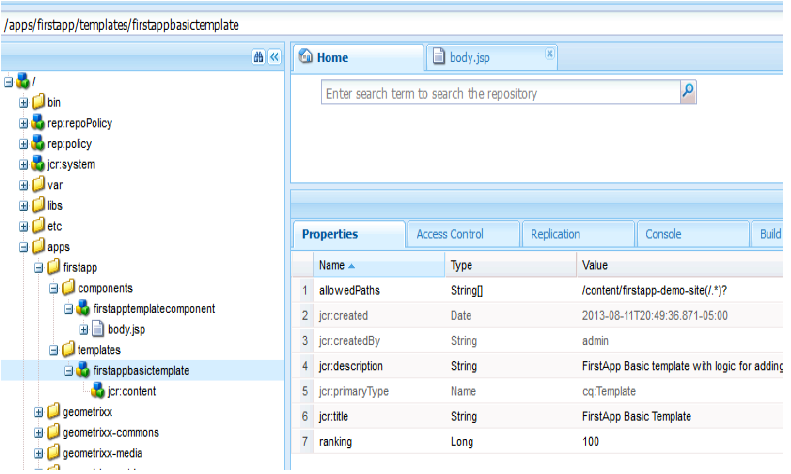 /apps/firstapp/templates/firstappbasictemplate
/
bin
rep:repoPolicy
rep:policy
jcr:system
var
libs
etc
apps
firstapp
components
firstapptemplatecomponent
body.jsp
templates
firstappbasictemplate
jcr:content
geometrixx
geometrixx-commons
geometrixx-media
Home
body.jsp
Enter search term to search the repository
Properties Access Control Replication Console Build
Name Type Value
1 allowedPaths String[] /content/firstapp-demo-site(/.*)?
2 jcr:created Date 2013-08-11T20:49:36.871-05:00
3 jcr:createdBy String admin
4 jcr:description String FirstApp Basic template with logic for adding
5 jcr:primaryType Name cq:Template
6 jcr:title String FirstApp Basic Template
7 ranking Long 100